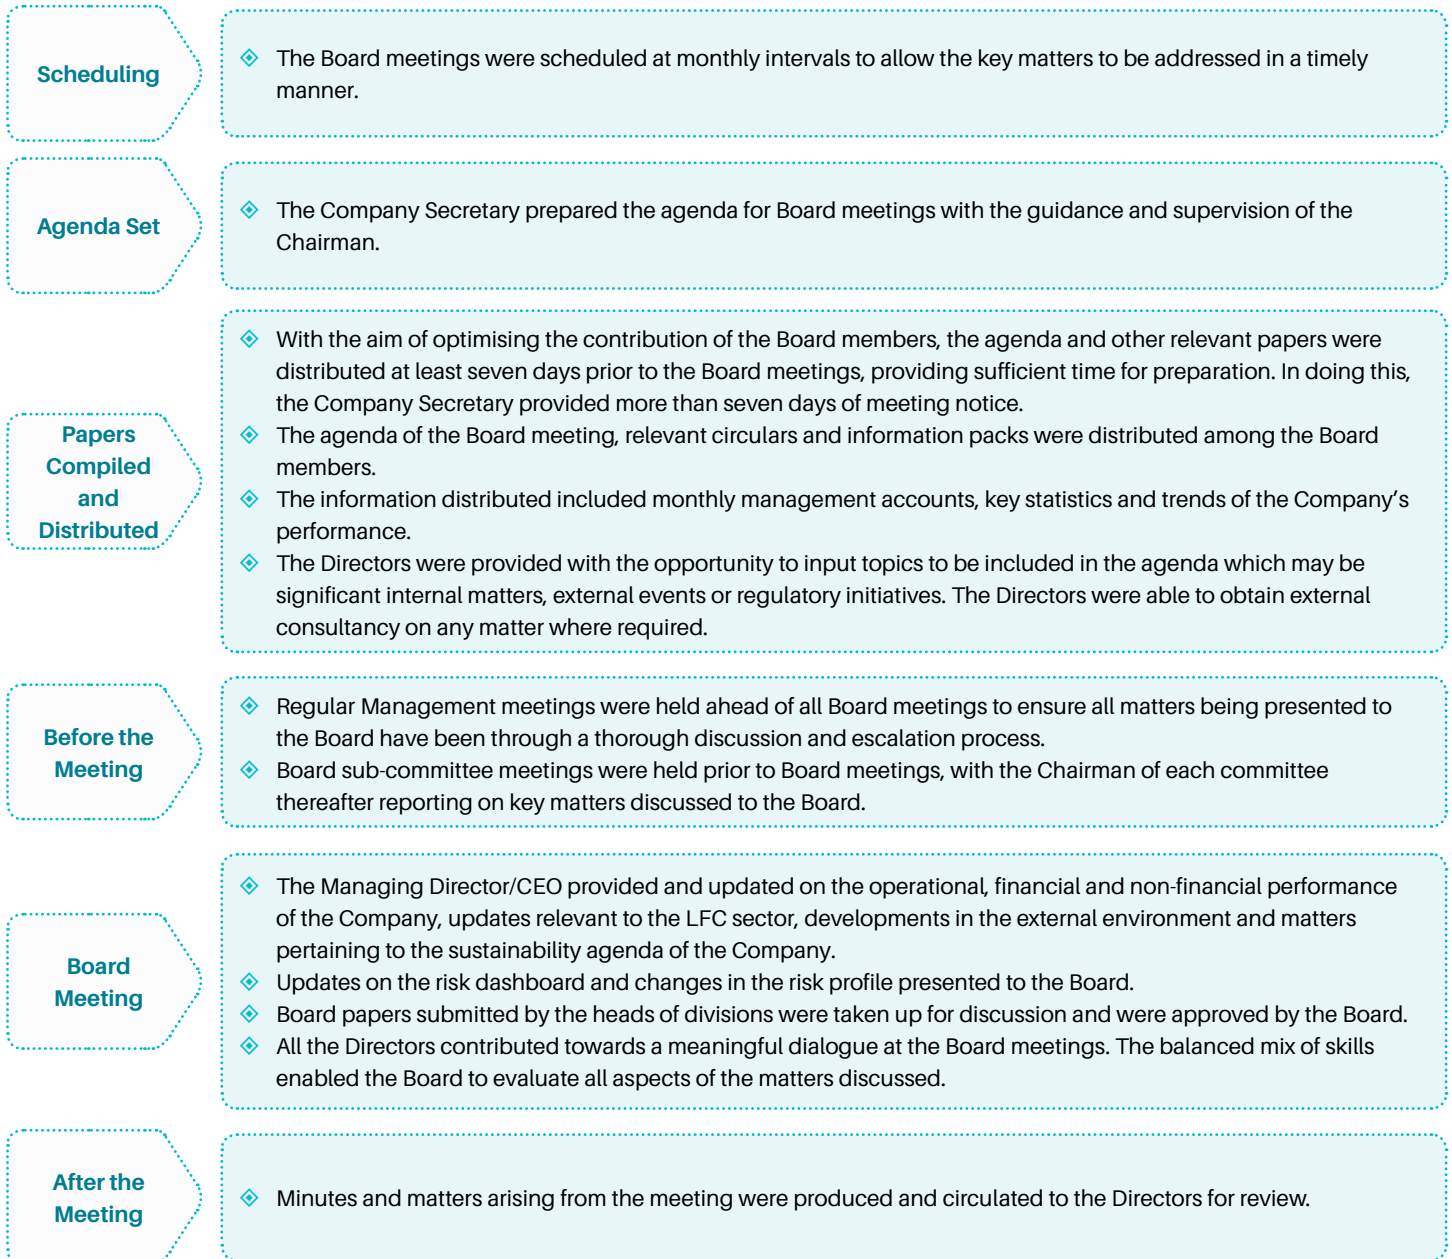 Scheduling
The Board meetings were scheduled at monthly intervals to allow the key matters to be addressed in a timely
manner.
Agenda Set
The Company Secretary prepared the agenda for Board meetings with the guidance and supervision of the
Chairman.
Papers
Compiled
and
Distributed
With the aim of optimising the contribution of the Board members, the agenda and other relevant papers were
distributed at least seven days prior to the Board meetings, providing sufficient time for preparation. In doing this,
the Company Secretary provided more than seven days of meeting notice.
The agenda of the Board meeting, relevant circulars and information packs were distributed among the Board
members.
The information distributed included monthly management accounts, key statistics and trends of the Company’s
performance.
The Directors were provided with the opportunity to input topics to be included in the agenda which may be
significant internal matters, external events or regulatory initiatives. The Directors were able to obtain external
consultancy on any matter where required.
Before the
Meeting
Regular Management meetings were held ahead of all Board meetings to ensure all matters being presented to
the Board have been through a thorough discussion and escalation process.
Board sub-committee meetings were held prior to Board meetings, with the Chairman of each committee
thereafter reporting on key matters discussed to the Board.
Board
Meeting
The Managing Director/CEO provided and updated on the operational, financial and non-financial performance
of the Company, updates relevant to the LFC sector, developments in the external environment and matters
pertaining to the sustainability agenda of the Company.
Updates on the risk dashboard and changes in the risk profile presented to the Board.
Board papers submitted by the heads of divisions were taken up for discussion and were approved by the Board.
All the Directors contributed towards a meaningful dialogue at the Board meetings. The balanced mix of skills
enabled the Board to evaluate all aspects of the matters discussed.
After the
Meeting
Minutes and matters arising from the meeting were produced and circulated to the Directors for review.